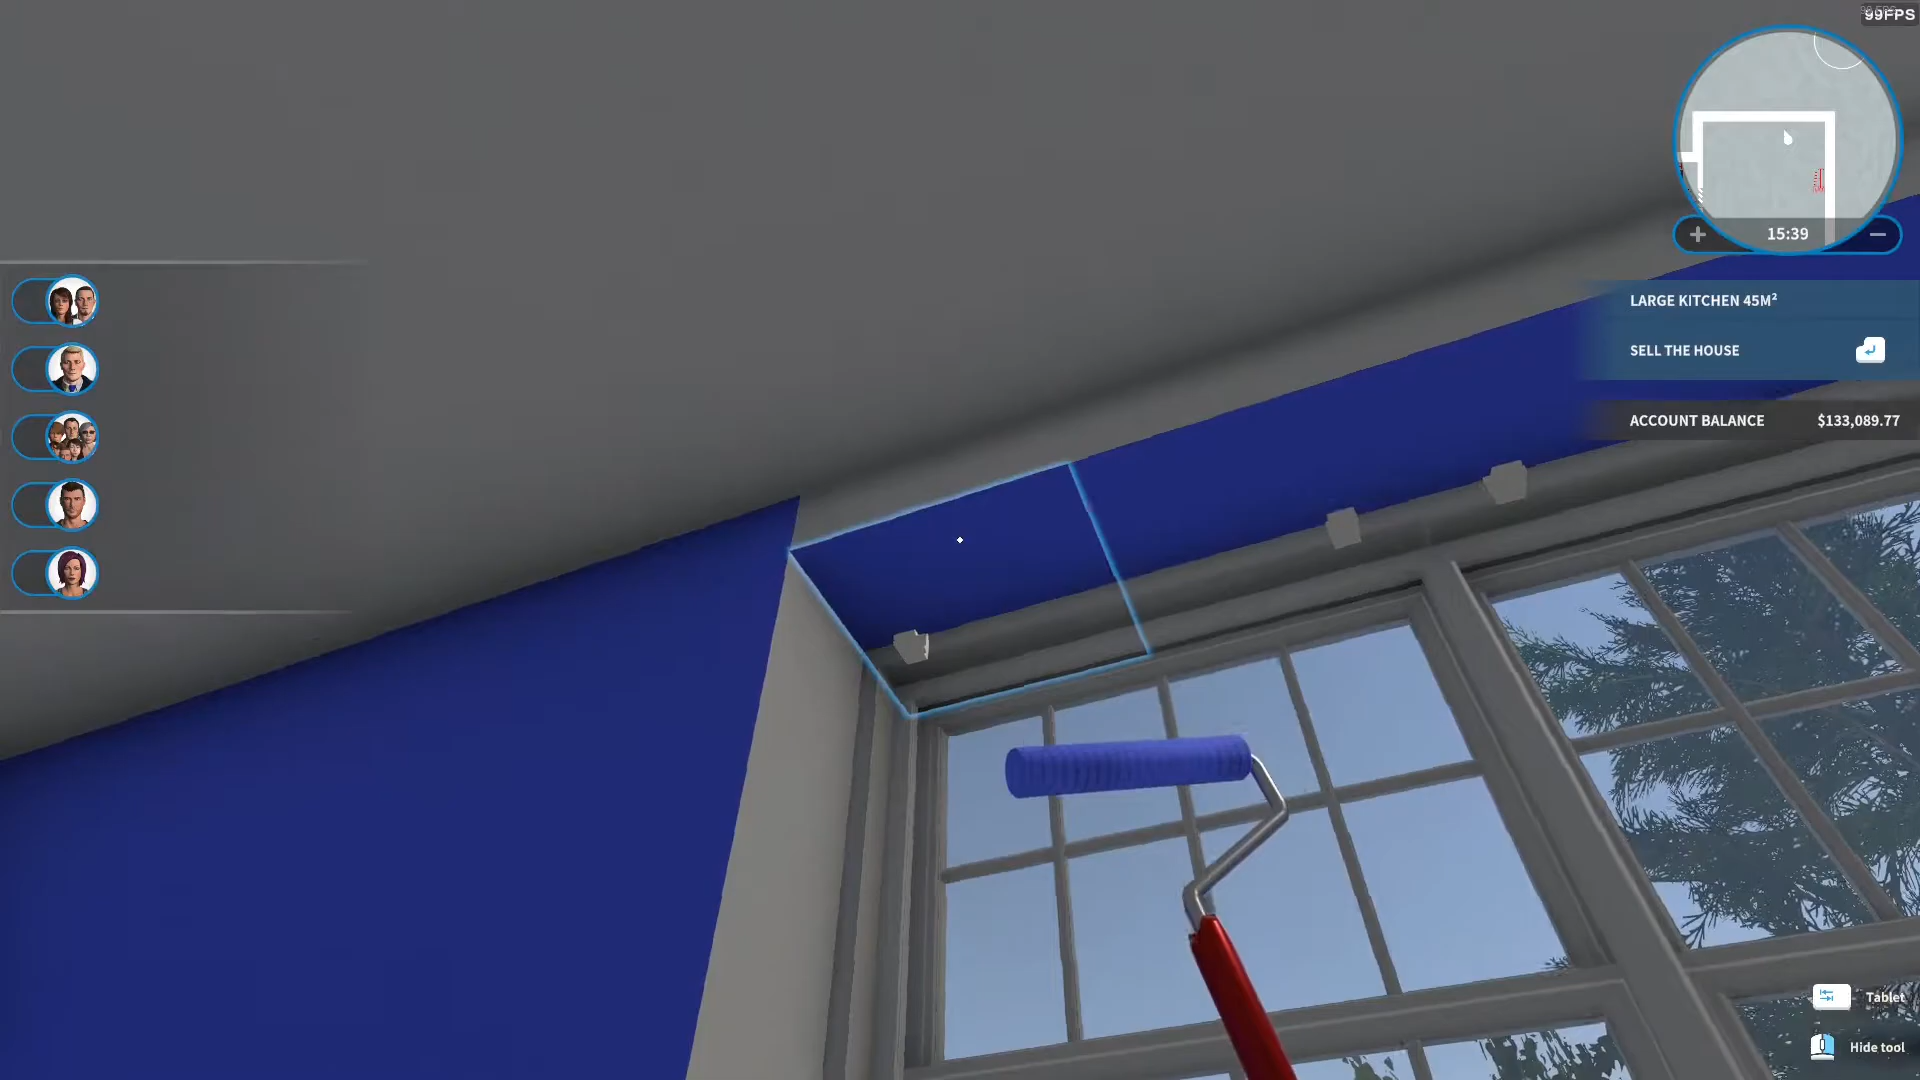 99FPS
15:39
LARGE KITCHEN 45M²
SELL THE HOUSE
ACCOUNT BALANCE $133,089.77
Tablet
Hide tool